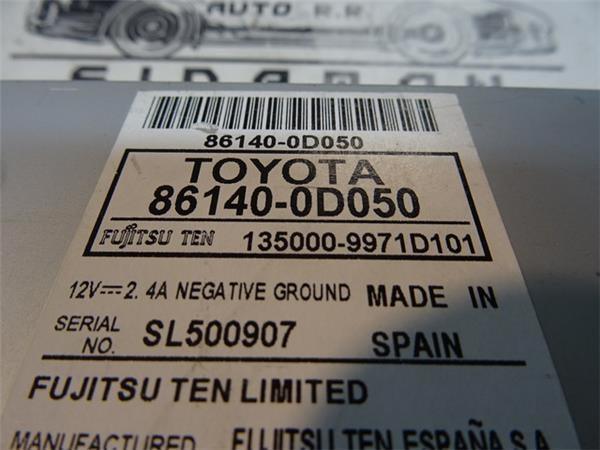 AUTO R.R.
86140-0D050
TOYOTA
86140-0D050
FUJITSU TEN 135000-9971D101
12V⎓2.4A NEGATIVE GROUND MADE IN
SERIAL NO. SL500907 SPAIN
FUJITSU TEN LIMITED
MANUFACTURED FUJITSU TEN ESPAÑA S.A.